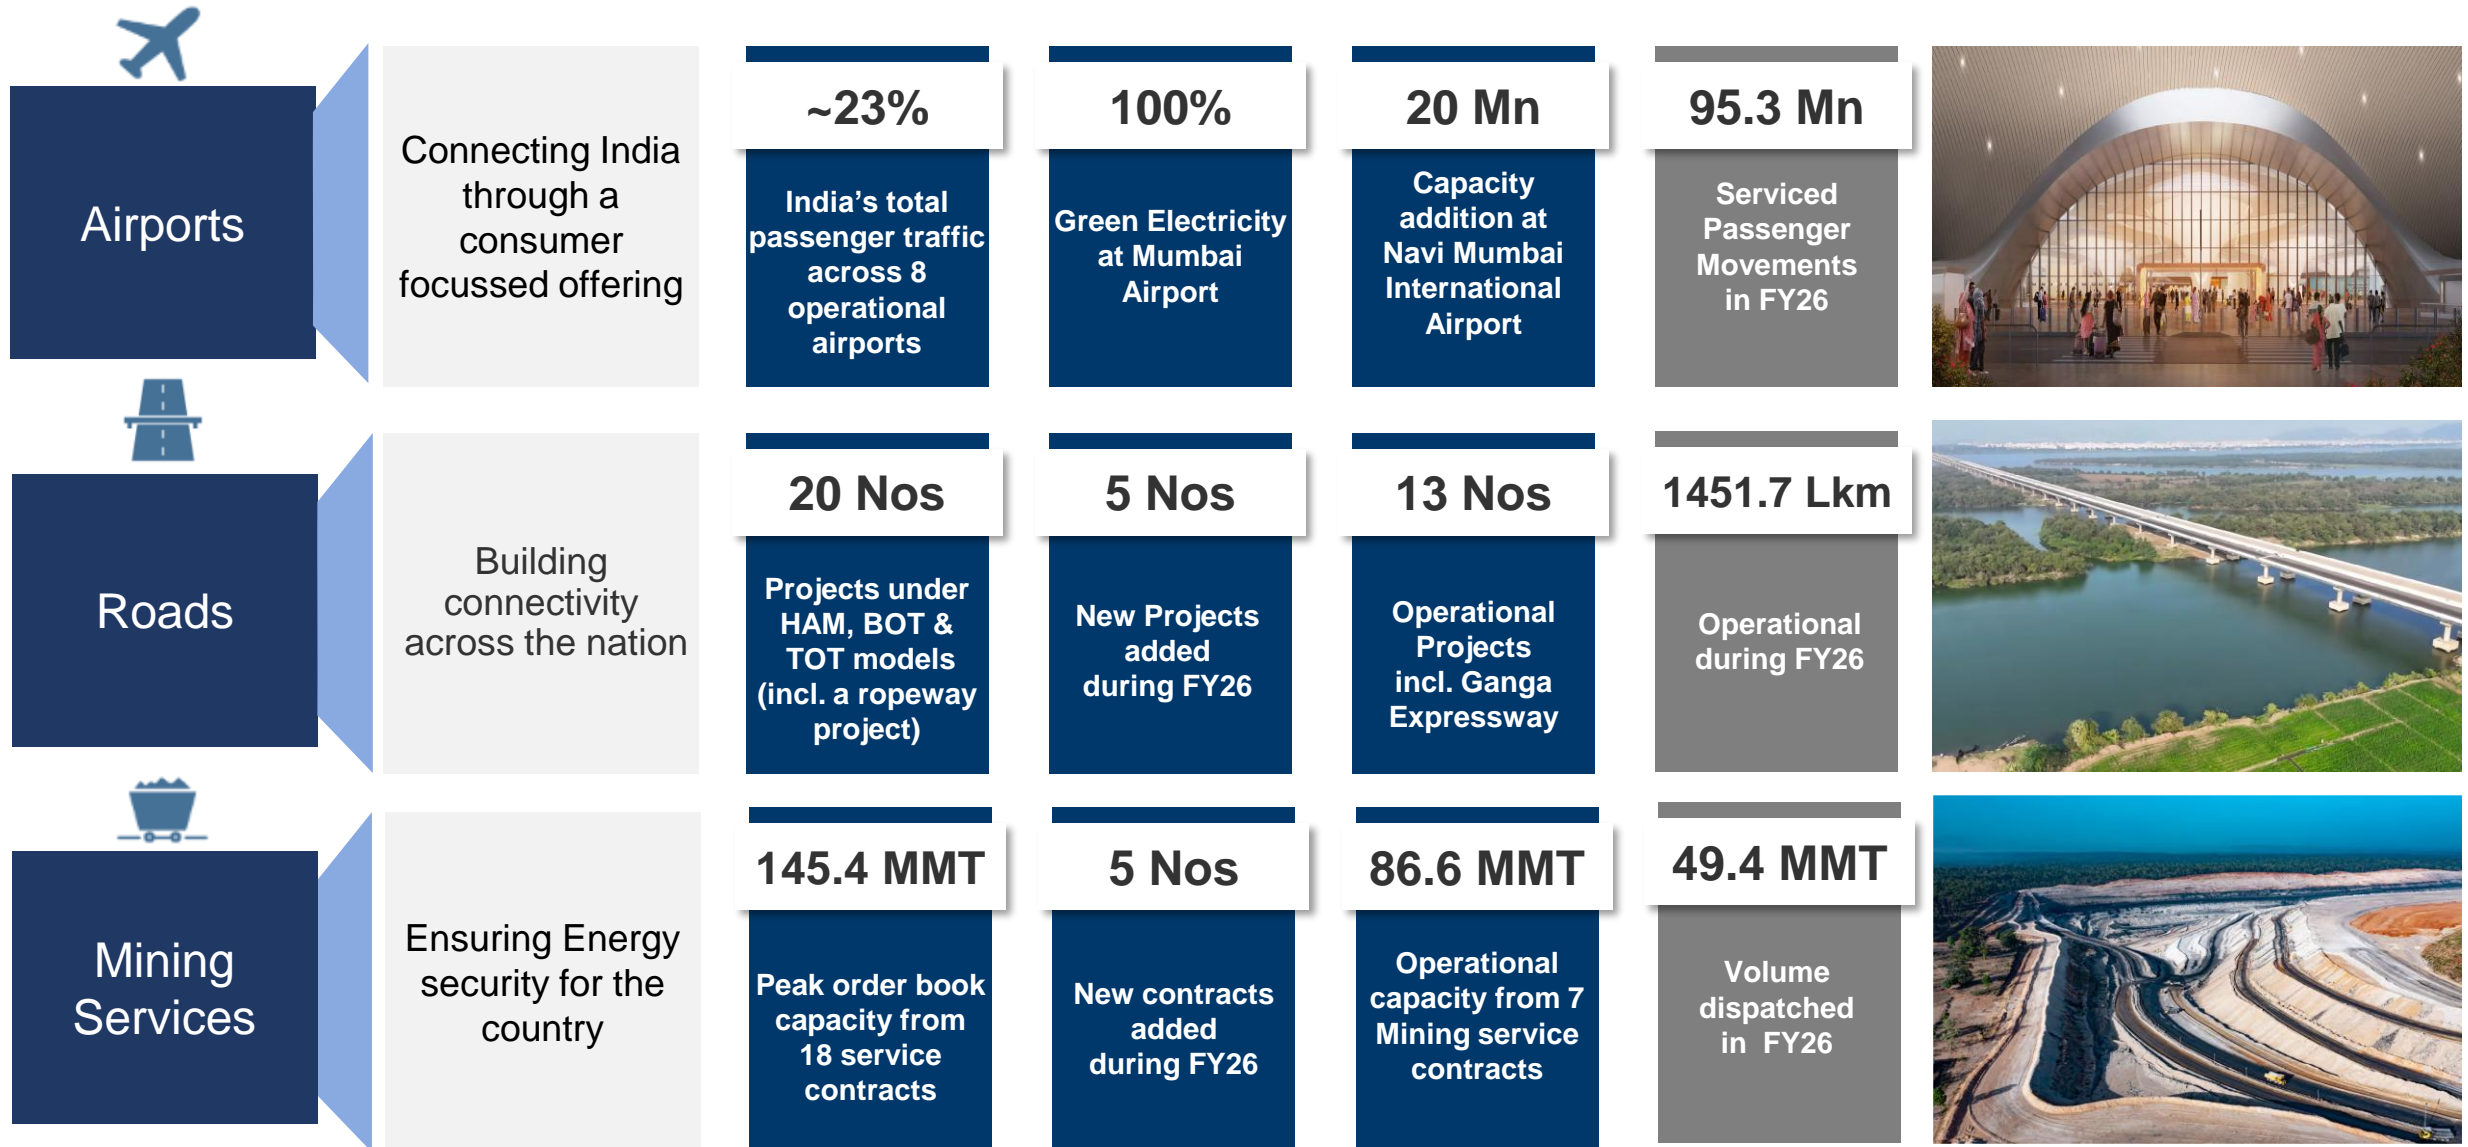 Airports
Connecting India
through a
consumer
focussed offering
~23%
India’s total
passenger traffic
across 8
operational
airports
100%
Green Electricity
at Mumbai
Airport
20 Mn
Capacity
addition at
Navi Mumbai
International
Airport
95.3 Mn
Serviced
Passenger
Movements
in FY26
Roads
Building
connectivity
across the nation
20 Nos
Projects under
HAM, BOT &
TOT models
(incl. a ropeway
project)
5 Nos
New Projects
added
during FY26
13 Nos
Operational
Projects
incl. Ganga
Expressway
1451.7 Lkm
Operational
during FY26
Mining
Services
Ensuring Energy
security for the
country
145.4 MMT
Peak order book
capacity from
18 service
contracts
5 Nos
New contracts
added
during FY26
86.6 MMT
Operational
capacity from 7
Mining service
contracts
49.4 MMT
Volume
dispatched
in  FY26